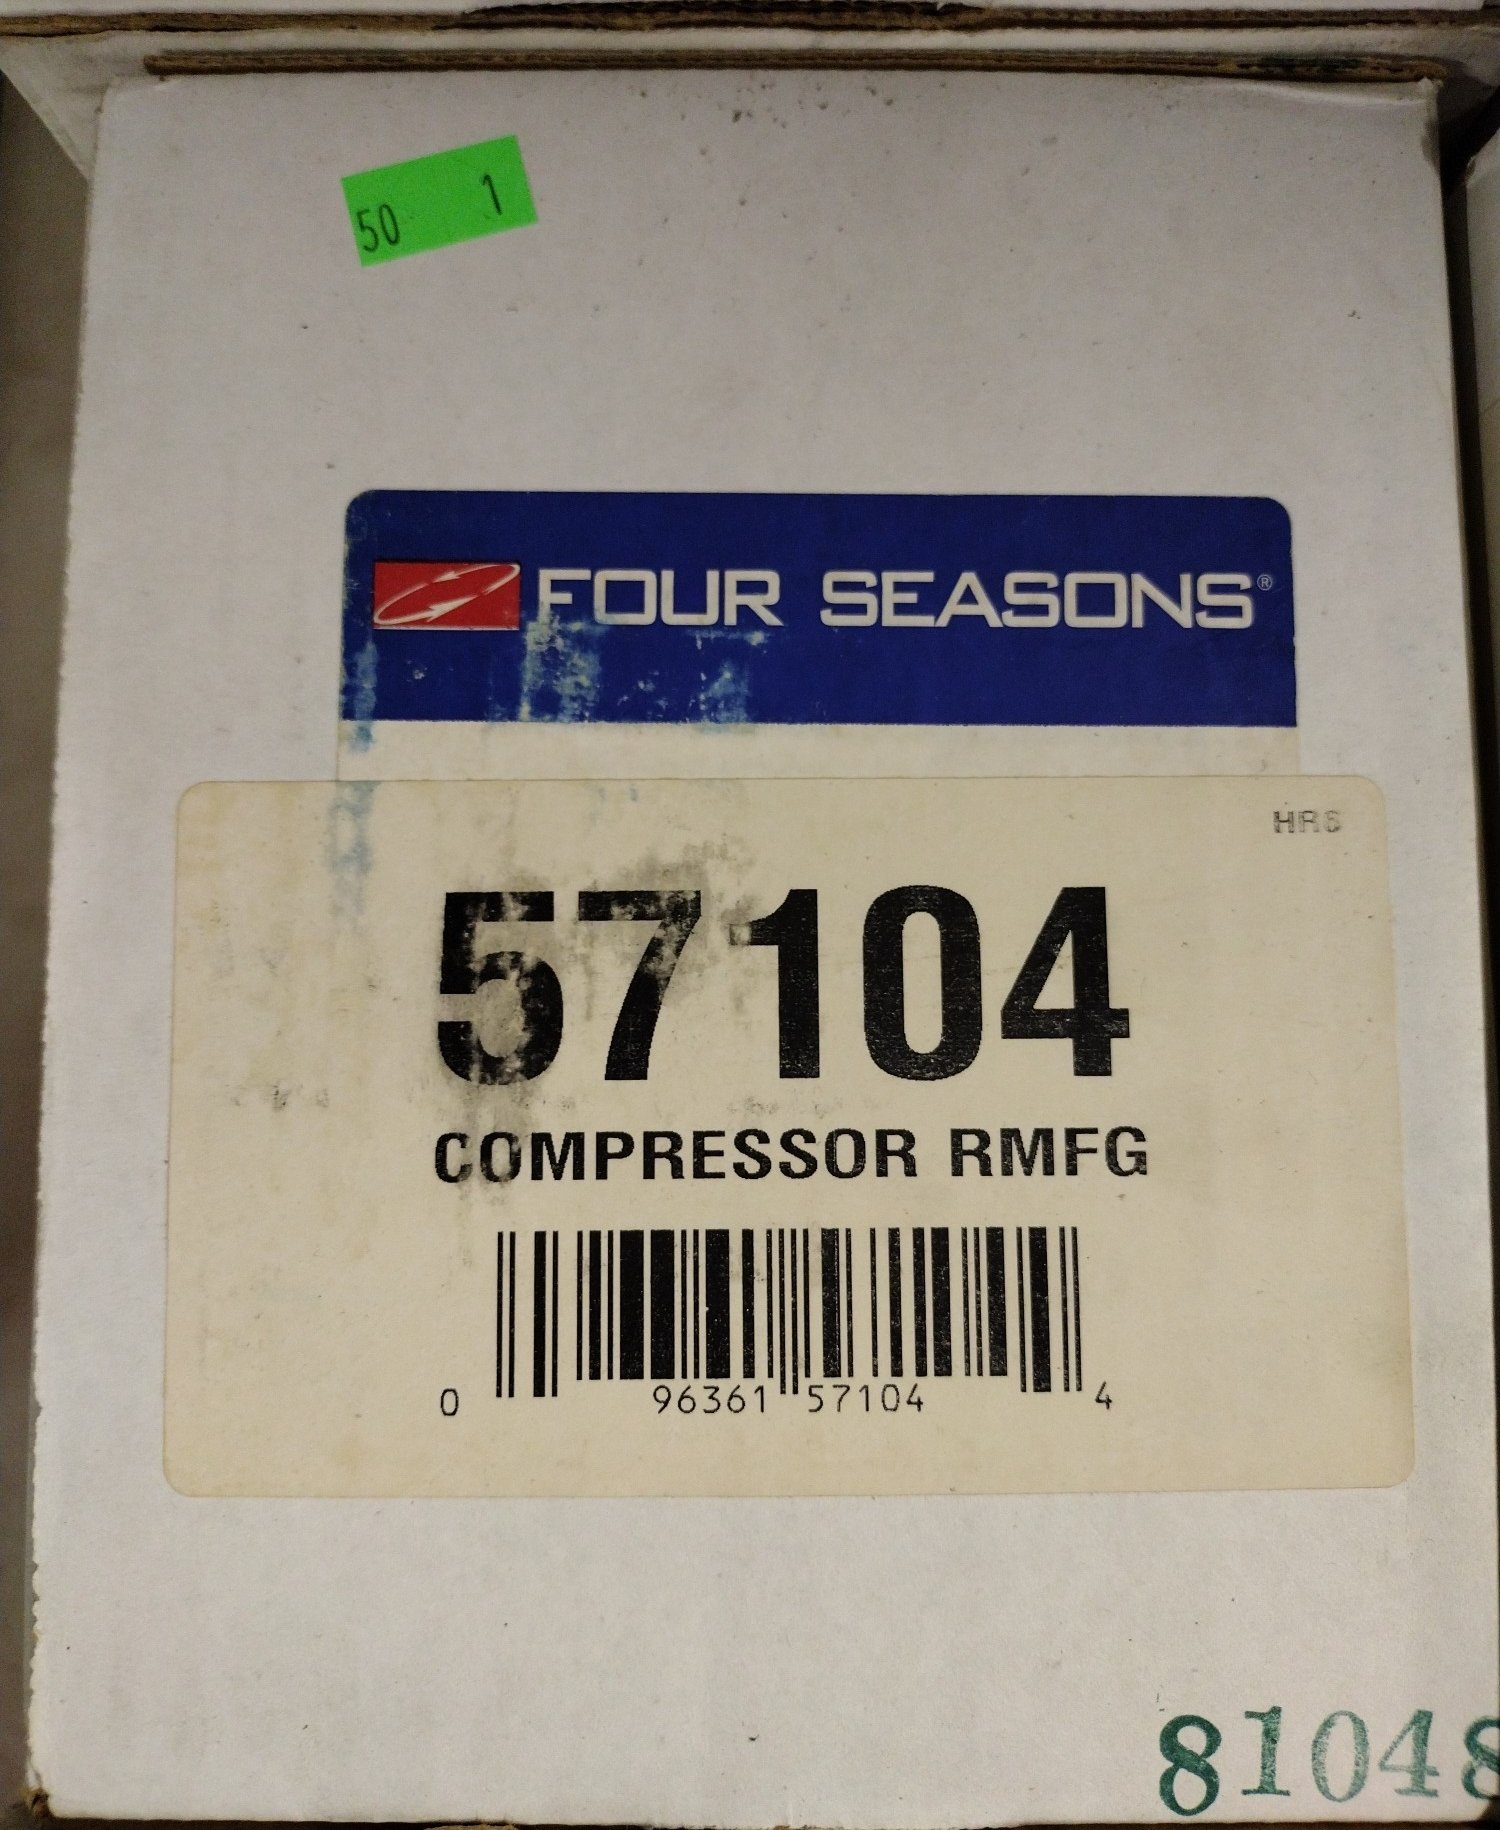 50 1
FOUR SEASONS®
HR6
57104
COMPRESSOR RMFG
0 96361 57104 4
81048